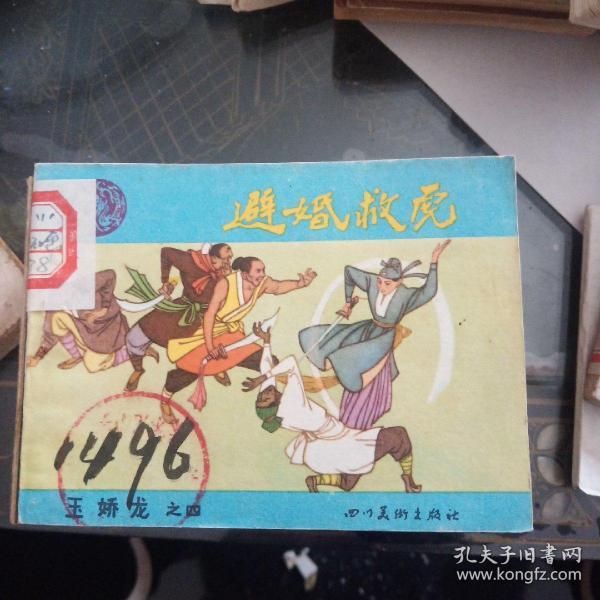 避婚救虎
1496
玉娇龙 之四
四川美术出版社
孔夫子旧书网
www.kongfz.com